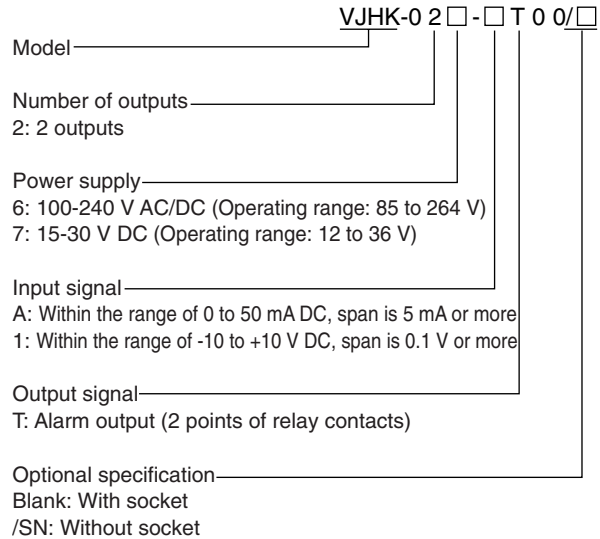 VJHK-0 2 □ - □ T 0 0/□
Model
Number of outputs
2: 2 outputs
Power supply
6: 100-240 V AC/DC (Operating range: 85 to 264 V)
7: 15-30 V DC (Operating range: 12 to 36 V)
Input signal
A: Within the range of 0 to 50 mA DC, span is 5 mA or more
1: Within the range of -10 to +10 V DC, span is 0.1 V or more
Output signal
T: Alarm output (2 points of relay contacts)
Optional specification
Blank: With socket
/SN: Without socket